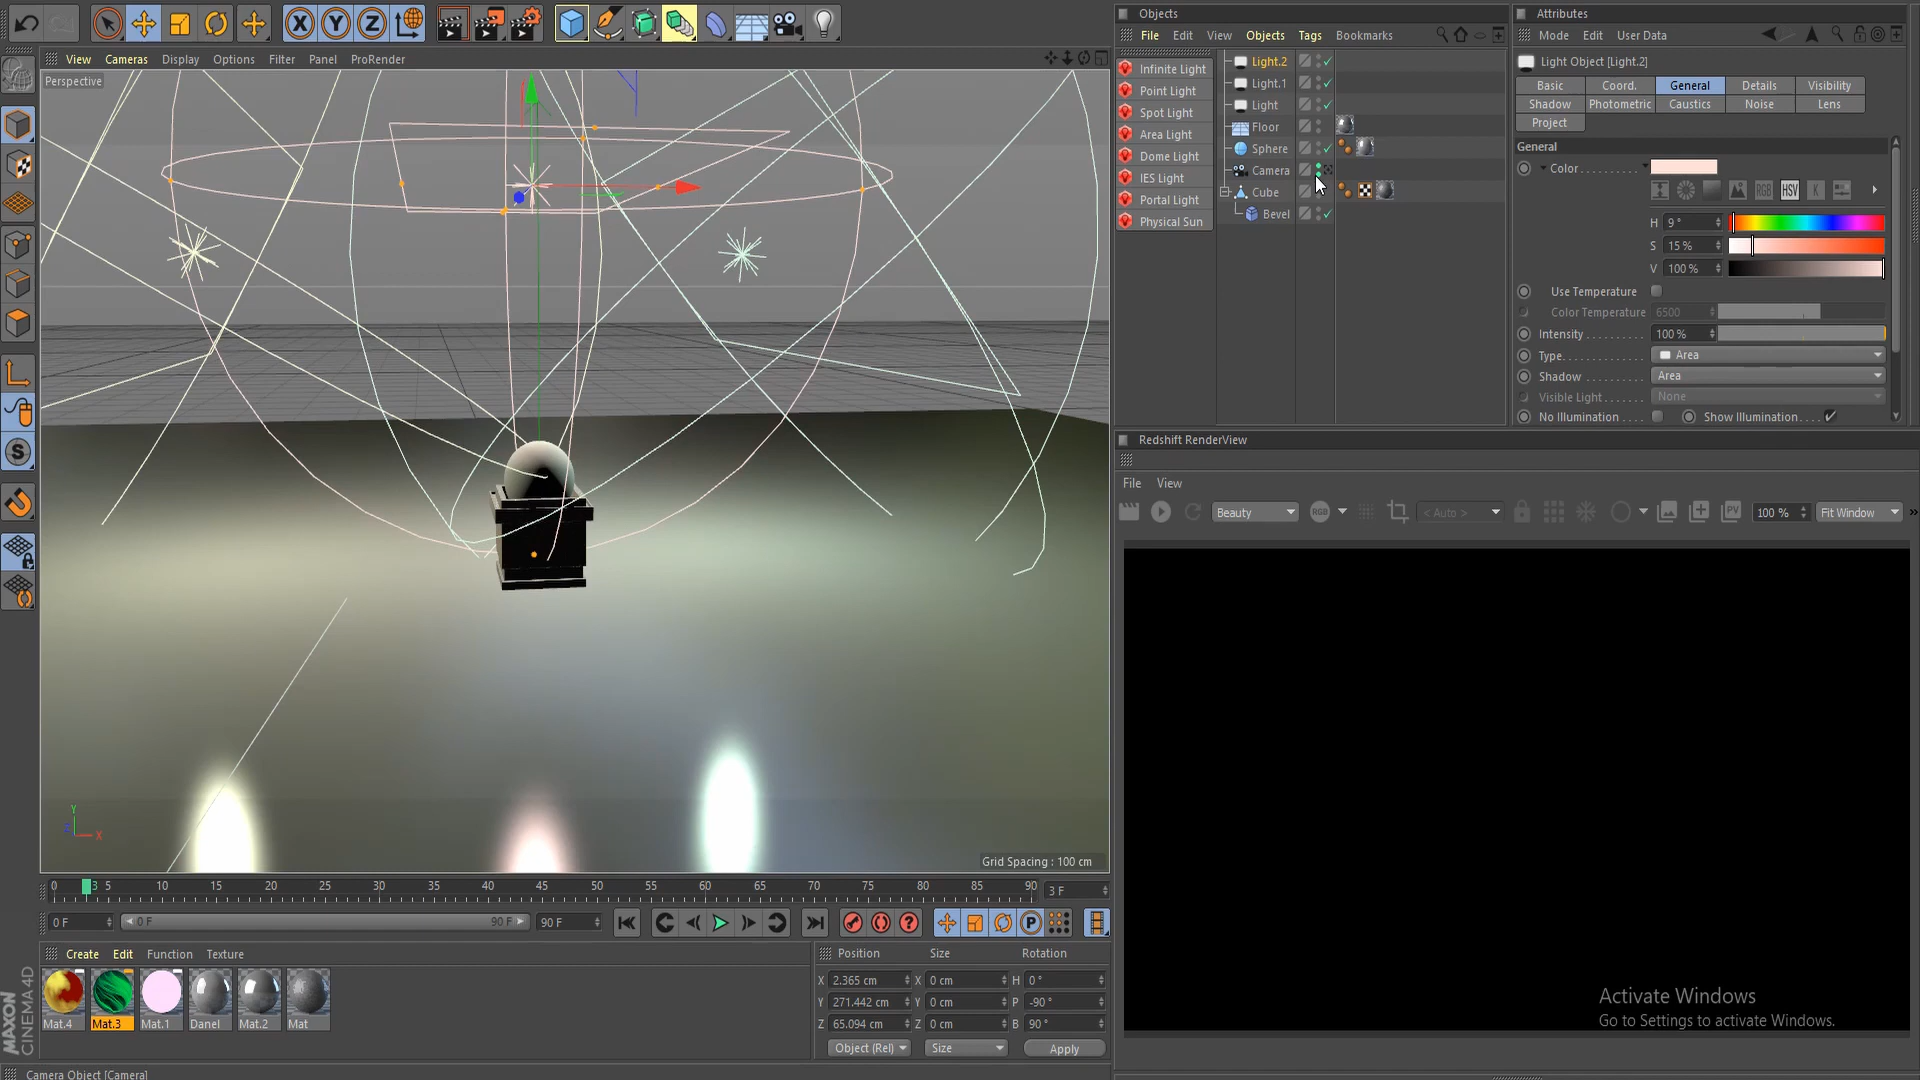 View Cameras Display Options Filter Panel ProRender
Perspective
Grid Spacing : 100 cm
Objects
File Edit View Objects Tags Bookmarks
Infinite Light
Point Light
Spot Light
Area Light
Dome Light
IES Light
Portal Light
Physical Sun
Light.2
Light.1
Light
Floor
Sphere
Camera
Cube
Bevel
Attributes
Mode Edit User Data
Light Object [Light.2]
Basic Coord. General Details Visibility
Shadow Photometric Caustics Noise Lens
Project
General
Color
RGB HSV K
H 9 °
S 15 %
V 100 %
Use Temperature
Color Temperature 6500
Intensity 100 %
Type Area
Shadow Area
Visible Light None
No Illumination Show Illumination
Redshift RenderView
File View
Beauty RGB < Auto > PV 100 % Fit Window »
Activate Windows
Go to Settings to activate Windows.
0 3 5 10 15 20 25 30 35 40 45 50 55 60 65 70 75 80 85 90 3 F
0 F 0 F 90 F 90 F
Create Edit Function Texture
Mat.4 Mat.3 Mat.1 Danel Mat.2 Mat
Position Size Rotation
X 2.365 cm X 0 cm H 0 °
Y 271.442 cm Y 0 cm P -90 °
Z 65.094 cm Z 0 cm B 90 °
Object (Rel) Size Apply
MAXON
CINEMA 4D
Camera Object [Camera]